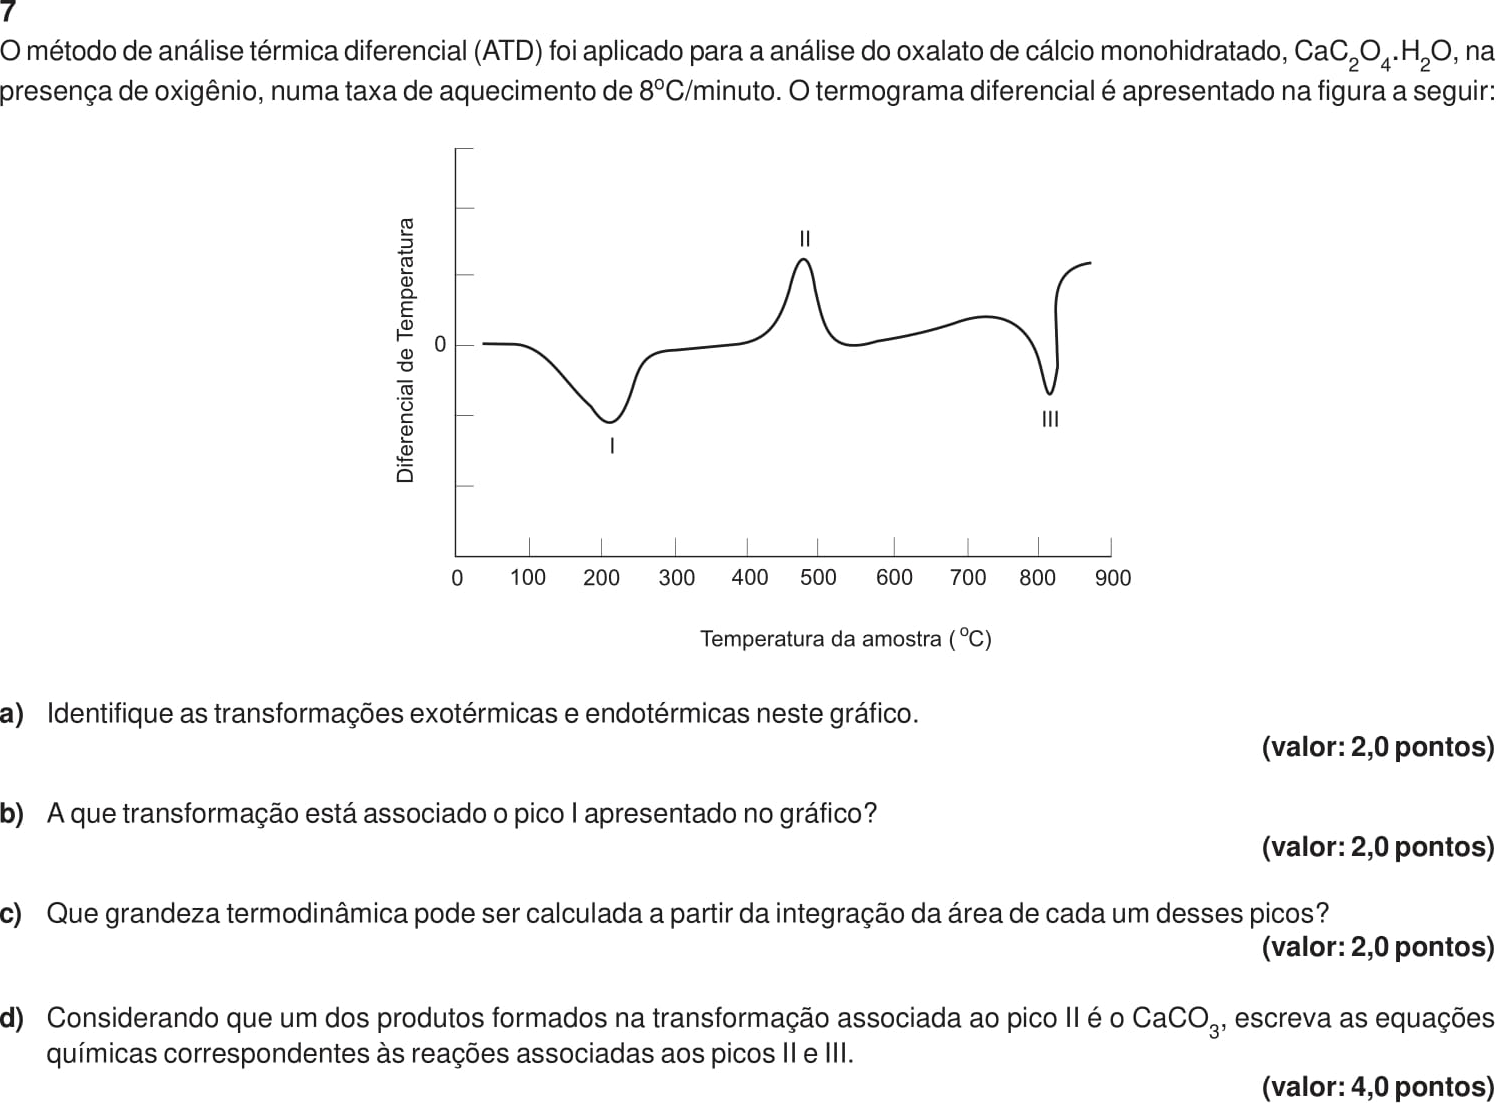 7
O método de análise térmica diferencial (ATD) foi aplicado para a análise do oxalato de cálcio monohidratado, CaC₂O₄.H₂O, na
presença de oxigênio, numa taxa de aquecimento de 8ºC/minuto. O termograma diferencial é apresentado na figura a seguir:
Diferencial de Temperatura
0
I
II
III
0 100 200 300 400 500 600 700 800 900
Temperatura da amostra (ºC)
a) Identifique as transformações exotérmicas e endotérmicas neste gráfico.
(valor: 2,0 pontos)
b) A que transformação está associado o pico I apresentado no gráfico?
(valor: 2,0 pontos)
c) Que grandeza termodinâmica pode ser calculada a partir da integração da área de cada um desses picos?
(valor: 2,0 pontos)
d) Considerando que um dos produtos formados na transformação associada ao pico II é o CaCO₃, escreva as equações
químicas correspondentes às reações associadas aos picos II e III.
(valor: 4,0 pontos)